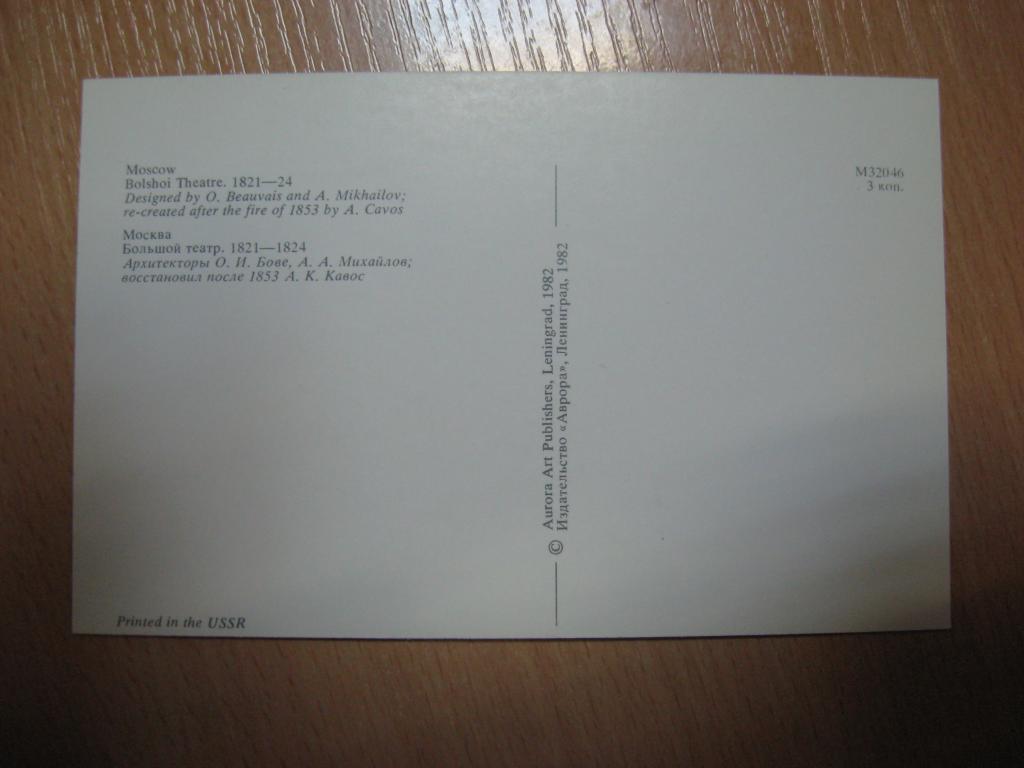 Moscow
Bolshoi Theatre. 1821—24
Designed by O. Beauvais and A. Mikhailov;
re-created after the fire of 1853 by A. Cavos
Москва
Большой театр. 1821—1824
Архитекторы О. И. Бове, А. А. Михайлов;
восстановил после 1853 А. К. Кавос
© Aurora Art Publishers, Leningrad, 1982
Издательство «Аврора», Ленинград, 1982
М32046
3 коп.
Printed in the USSR